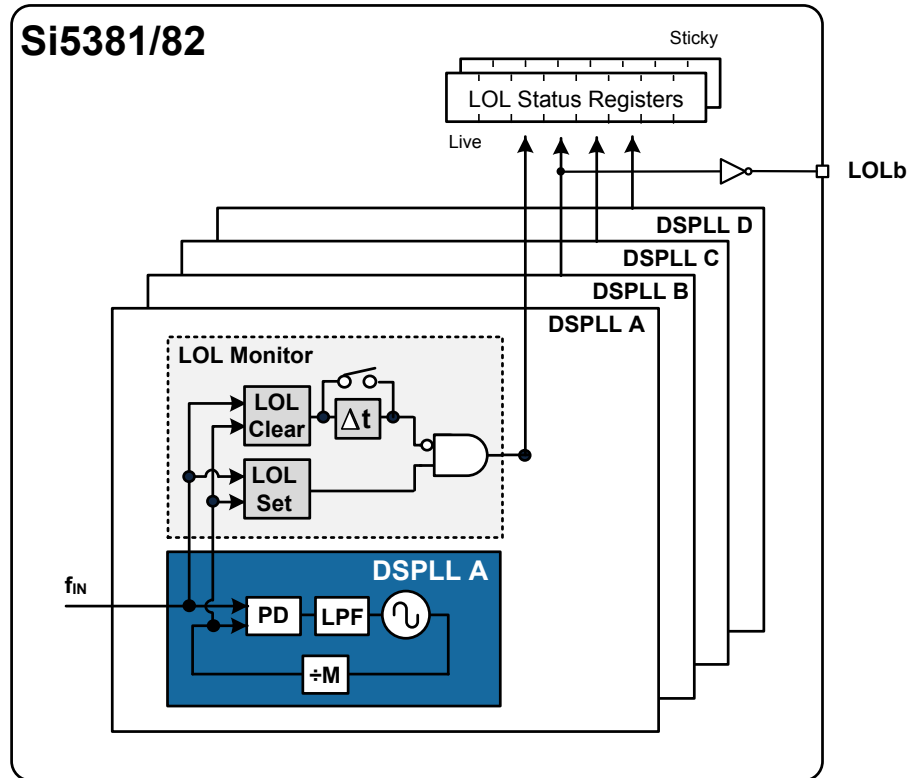 Si5381/82
Sticky
LOL Status Registers
Live
LOLb
DSPLL D
DSPLL C
DSPLL B
DSPLL A
LOL Monitor
LOL
Clear
Δt
LOL
Set
DSPLL A
fIN
PD
LPF
÷M